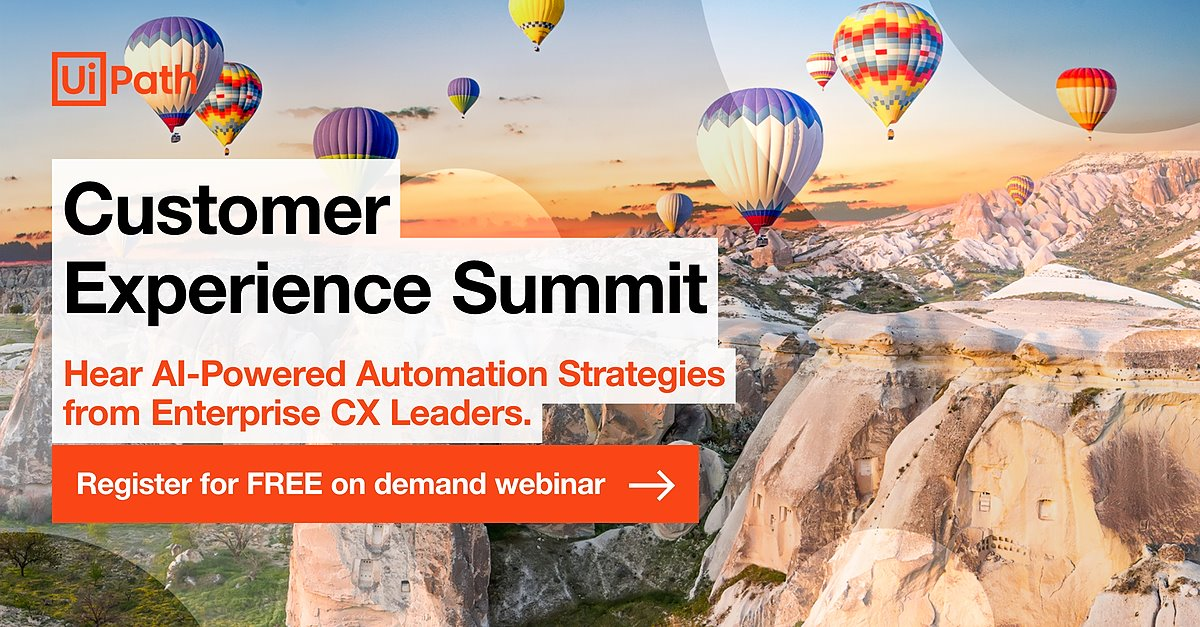 UiPath
Customer
Experience Summit
Hear AI-Powered Automation Strategies
from Enterprise CX Leaders.
Register for FREE on demand webinar →